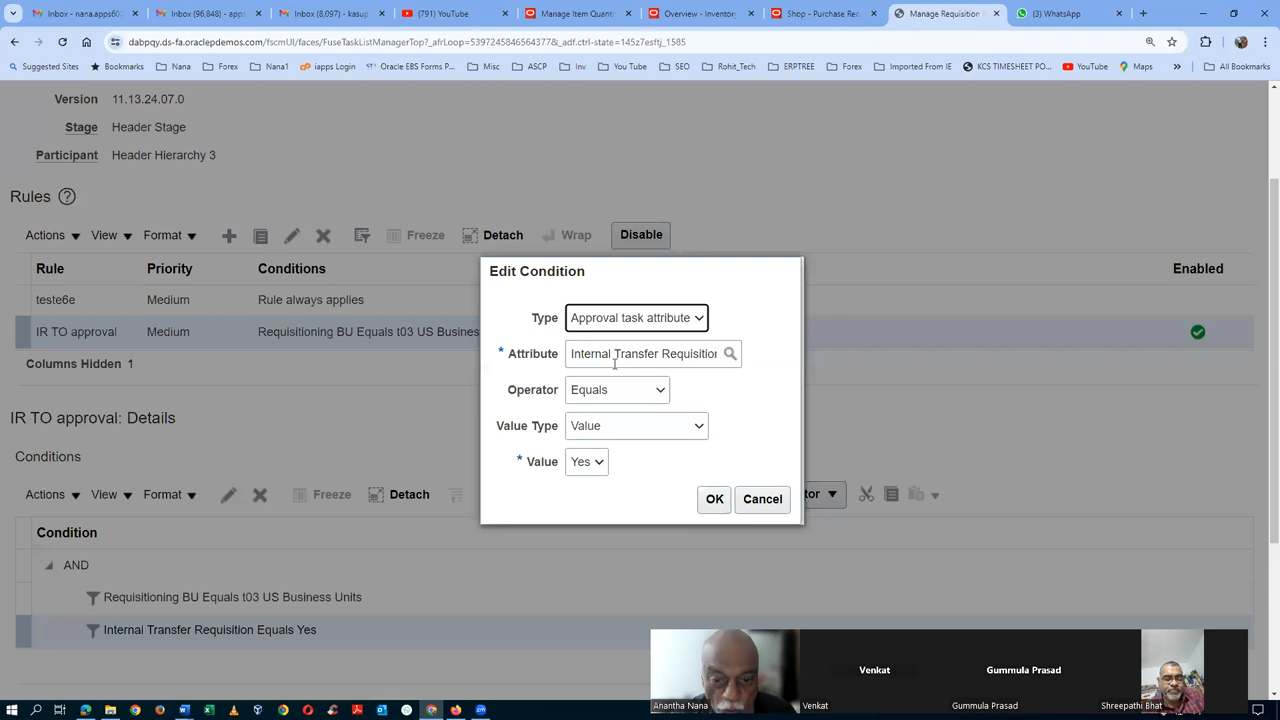 Inbox - nana.apps60
Inbox (96,848) - apps
Inbox (8,097) - kasup
(791) YouTube
Manage Item Quanti
Overview - Inventory
Shop - Purchase Rec
Manage Requisition
(3) WhatsApp
dabpqy.ds-fa.oraclepdemos.com/fscmUI/faces/FuseTaskListManagerTop?_afrLoop=53972458646564377&_adf.ctrl-state=145z7esftj_1585
Suggested Sites
Bookmarks
Nana
Forex
Nana1
iapps Login
Oracle EBS Forms P...
Misc
ASCP
Inv
You Tube
SEO
Rohit_Tech
ERPTREE
Forex
Imported From IE
KCS TIMESHEET PO...
YouTube
Maps
All Bookmarks
Version 11.13.24.07.0
Stage Header Stage
Participant Header Hierarchy 3
Rules
Actions View Format Freeze Detach Wrap Disable
Rule Priority Conditions Enabled
teste6e Medium Rule always applies
IR TO approval Medium Requisitioning BU Equals t03 US Business
Columns Hidden 1
Edit Condition
Type Approval task attribute
* Attribute Internal Transfer Requisition
Operator Equals
Value Type Value
* Value Yes
OK Cancel
IR TO approval: Details
Conditions
Actions View Format Freeze Detach tor
Condition
AND
Requisitioning BU Equals t03 US Business Units
Internal Transfer Requisition Equals Yes
Venkat
Gummula Prasad
Anantha Nana
Venkat
Gummula Prasad
Shreepathi Bhat